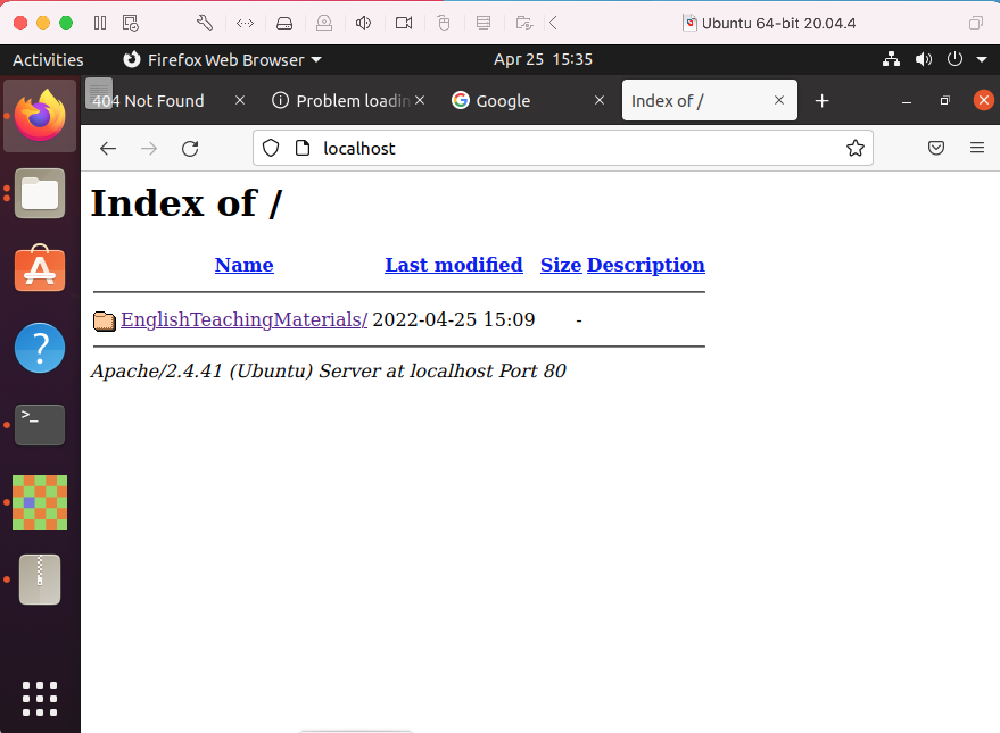 Ubuntu 64-bit 20.04.4
Activities Firefox Web Browser Apr 25 15:35
404 Not Found Problem loadin Google Index of /
localhost
Index of /
Name Last modified Size Description
EnglishTeachingMaterials/ 2022-04-25 15:09 -
Apache/2.4.41 (Ubuntu) Server at localhost Port 80